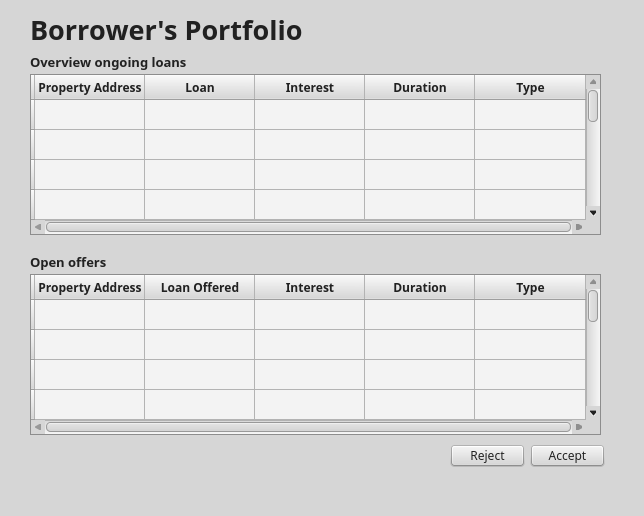 Borrower's Portfolio
Overview ongoing loans
Property Address Loan Interest Duration Type
Open offers
Property Address Loan Offered Interest Duration Type
Reject Accept